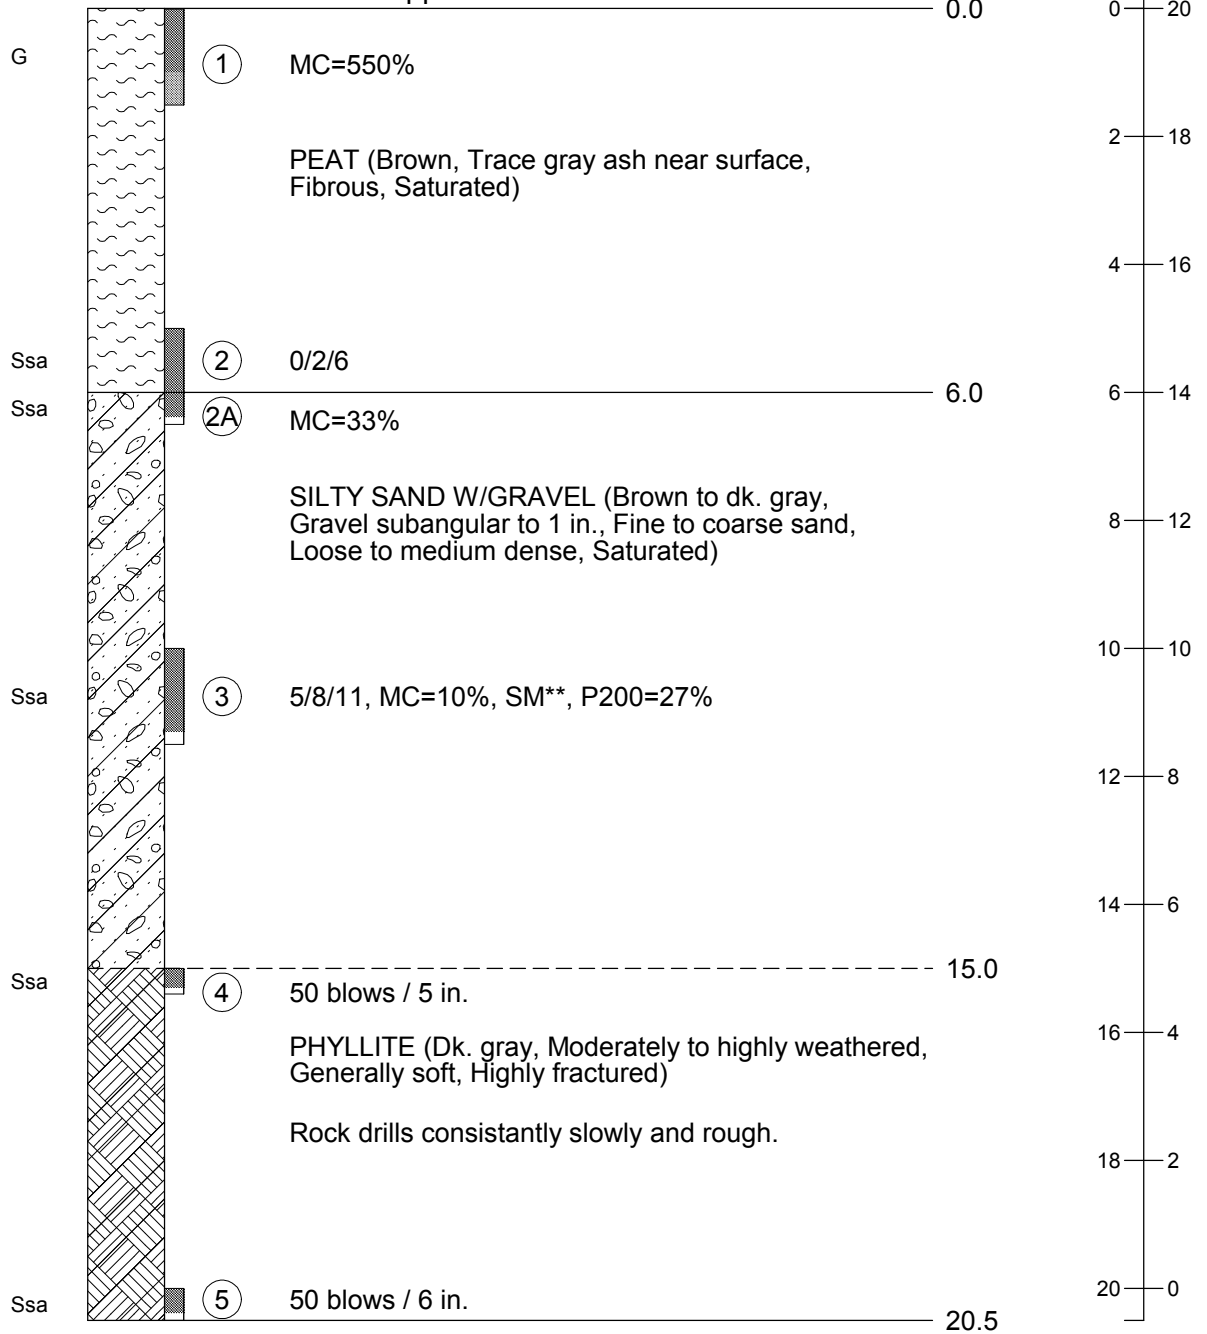 0.0
0 20
G
1 MC=550%
2 18
PEAT (Brown, Trace gray ash near surface,
Fibrous, Saturated)
4 16
Ssa 2 0/2/6
6.0
6 14
Ssa 2A MC=33%
SILTY SAND W/GRAVEL (Brown to dk. gray,
Gravel subangular to 1 in., Fine to coarse sand,
Loose to medium dense, Saturated)
8 12
10 10
Ssa 3 5/8/11, MC=10%, SM**, P200=27%
12 8
14 6
15.0
Ssa 4 50 blows / 5 in.
16 4
PHYLLITE (Dk. gray, Moderately to highly weathered,
Generally soft, Highly fractured)
Rock drills consistantly slowly and rough.
18 2
20 0
Ssa 5 50 blows / 6 in.
20.5